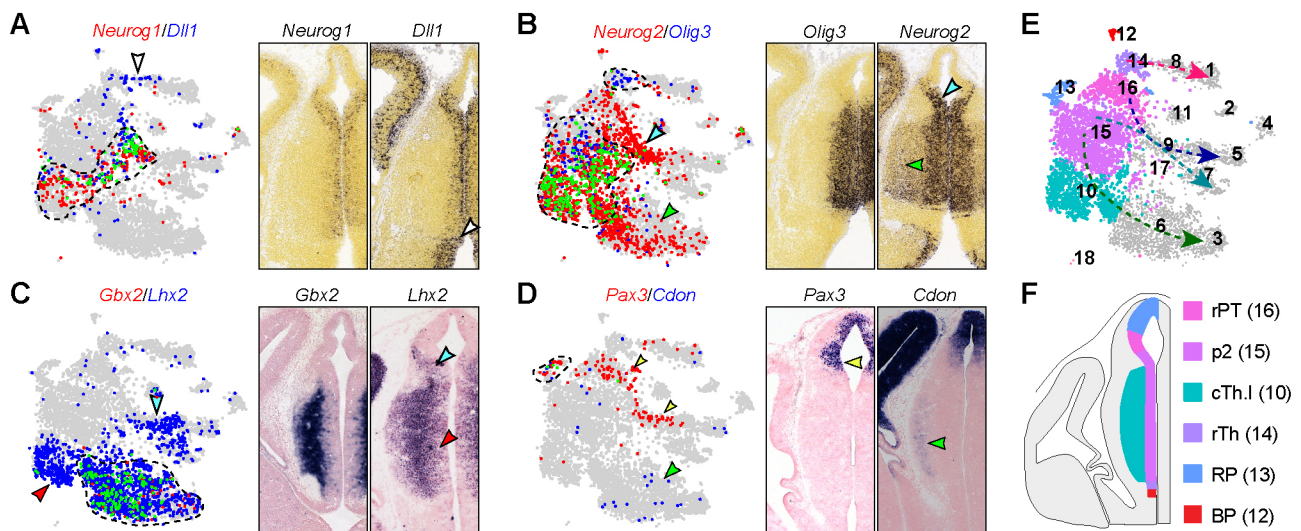 A
Neurog1/Dll1
Neurog1
Dll1
B
Neurog2/Olig3
Olig3
Neurog2
E
12
14
8
1
13
16
2
11
4
15
9
5
17
7
10
6
3
18
C
Gbx2/Lhx2
Gbx2
Lhx2
D
Pax3/Cdon
Pax3
Cdon
F
rPT (16)
p2 (15)
cTh.I (10)
rTh (14)
RP (13)
BP (12)